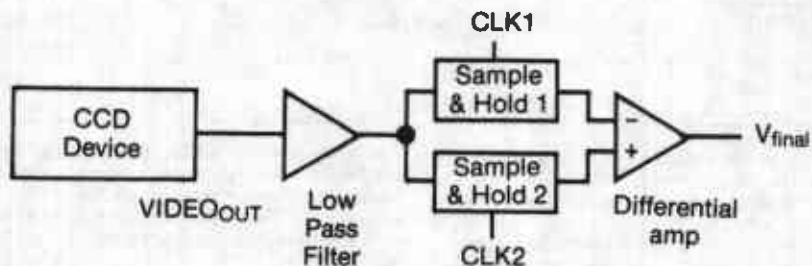 CLK1
Sample
& Hold 1
CCD
Device
−
+
V_final
Sample
& Hold 2
VIDEO_OUT
Low
Pass
Filter
CLK2
Differential
amp